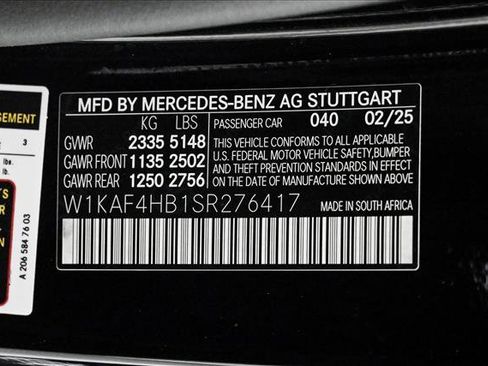 MFD BY MERCEDES-BENZ AG STUTTGART
KG LBS
GVWR 2335 5148
GAWR FRONT 1135 2502
GAWR REAR 1250 2756
PASSENGER CAR 040 02/25
THIS VEHICLE CONFORMS TO ALL APPLICABLE
U.S. FEDERAL MOTOR VEHICLE SAFETY,BUMPER
AND THEFT PREVENTION STANDARDS IN EFFECT
ON THE DATE OF MANUFACTURE SHOWN ABOVE
W1KAF4HB1SR276417
MADE IN SOUTH AFRICA
3
lbs.
A 206 584 76 03